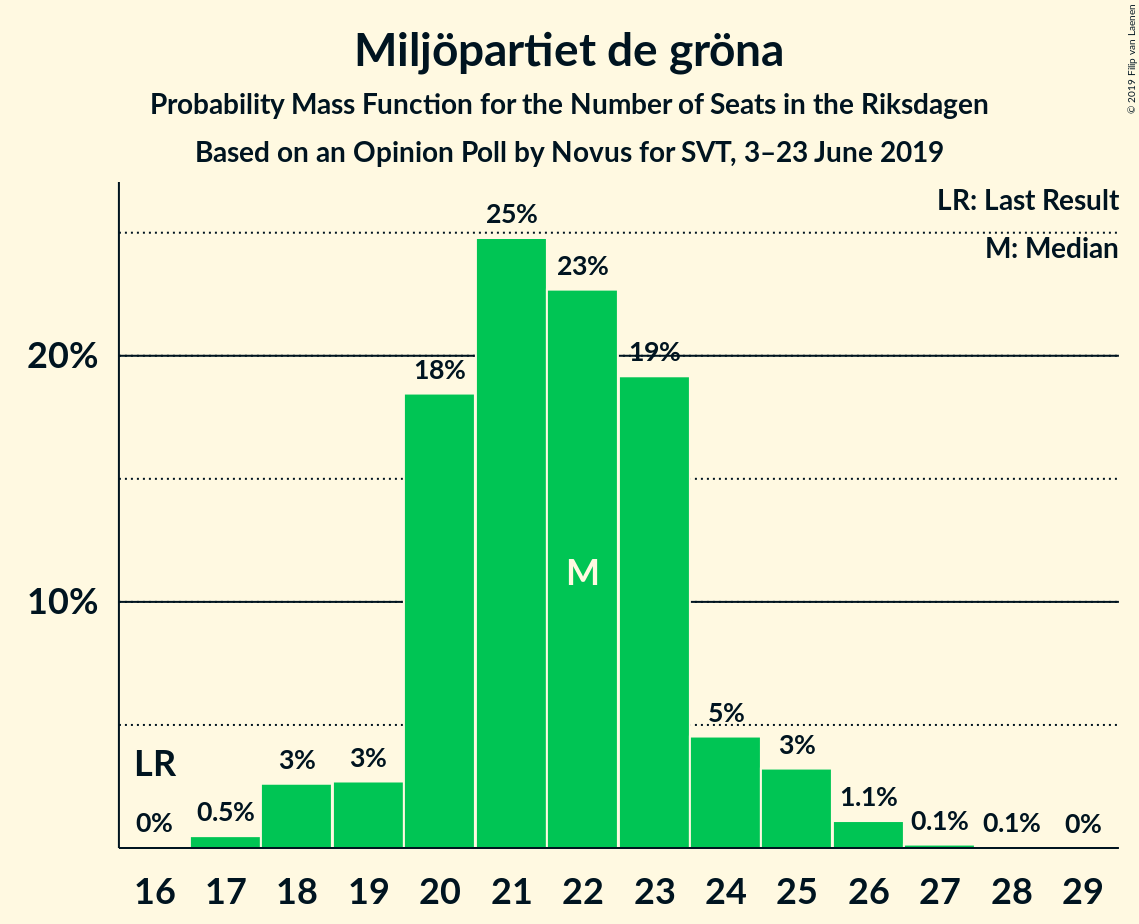 Miljöpartiet de gröna
Probability Mass Function for the Number of Seats in the Riksdagen
Based on an Opinion Poll by Novus for SVT, 3–23 June 2019
© 2019 Filip van Laenen
LR: Last Result
M: Median
20%
10%
LR
0%
0.5%
3%
3%
18%
25%
23%
19%
5%
3%
1.1%
0.1%
0.1%
0%
M
16 17 18 19 20 21 22 23 24 25 26 27 28 29